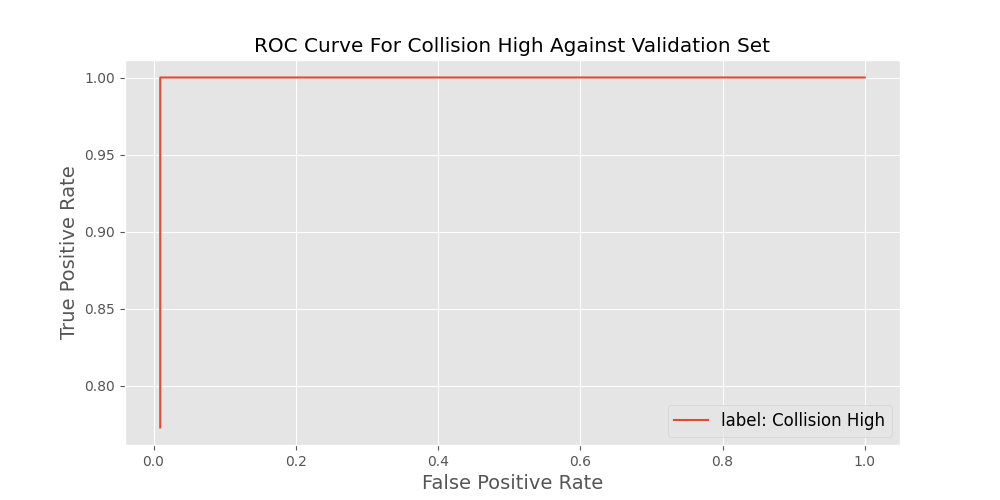 ROC Curve For Collision High Against Validation Set
1.00
0.95
0.90
0.85
0.80
True Positive Rate
label: Collision High
0.0 0.2 0.4 0.6 0.8 1.0
False Positive Rate